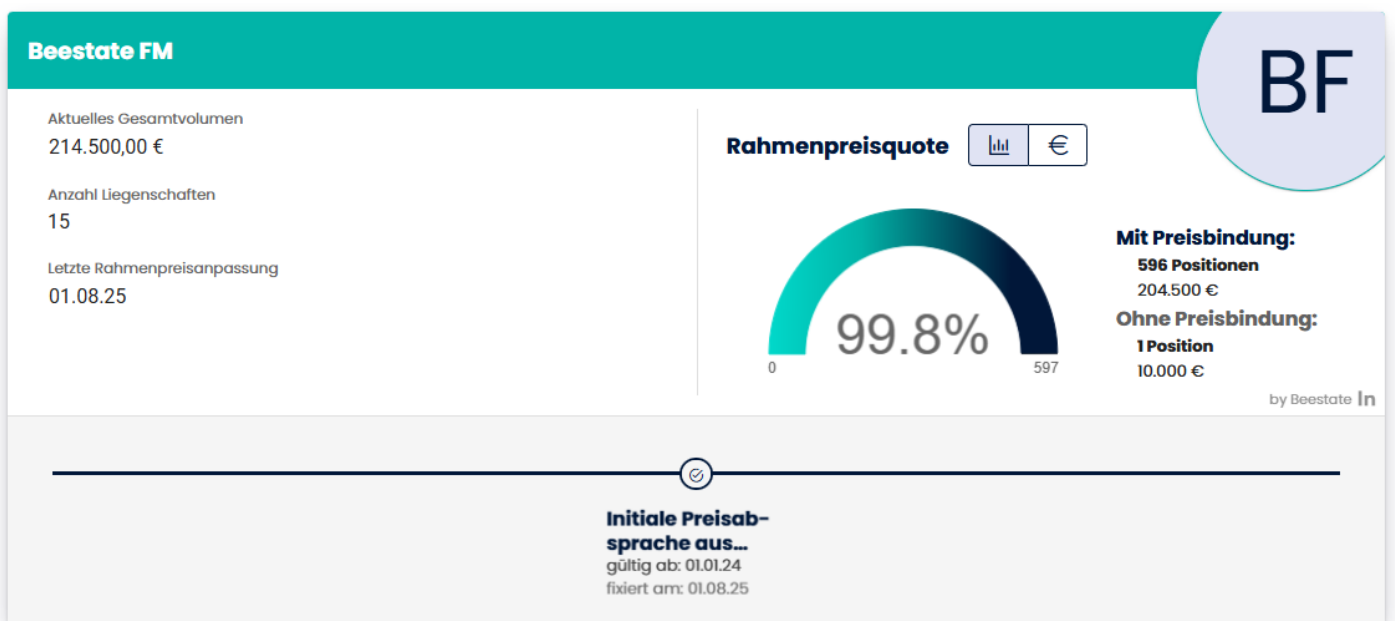 Beestate FM
BF
Aktuelles Gesamtvolumen
214.500,00 €
Anzahl Liegenschaften
15
Letzte Rahmenpreisanpassung
01.08.25
Rahmenpreisquote
€
99.8%
0
597
Mit Preisbindung:
596 Positionen
204.500 €
Ohne Preisbindung:
1 Position
10.000 €
by Beestate In
Initiale Preisab-
sprache aus...
gültig ab: 01.01.24
fixiert am: 01.08.25